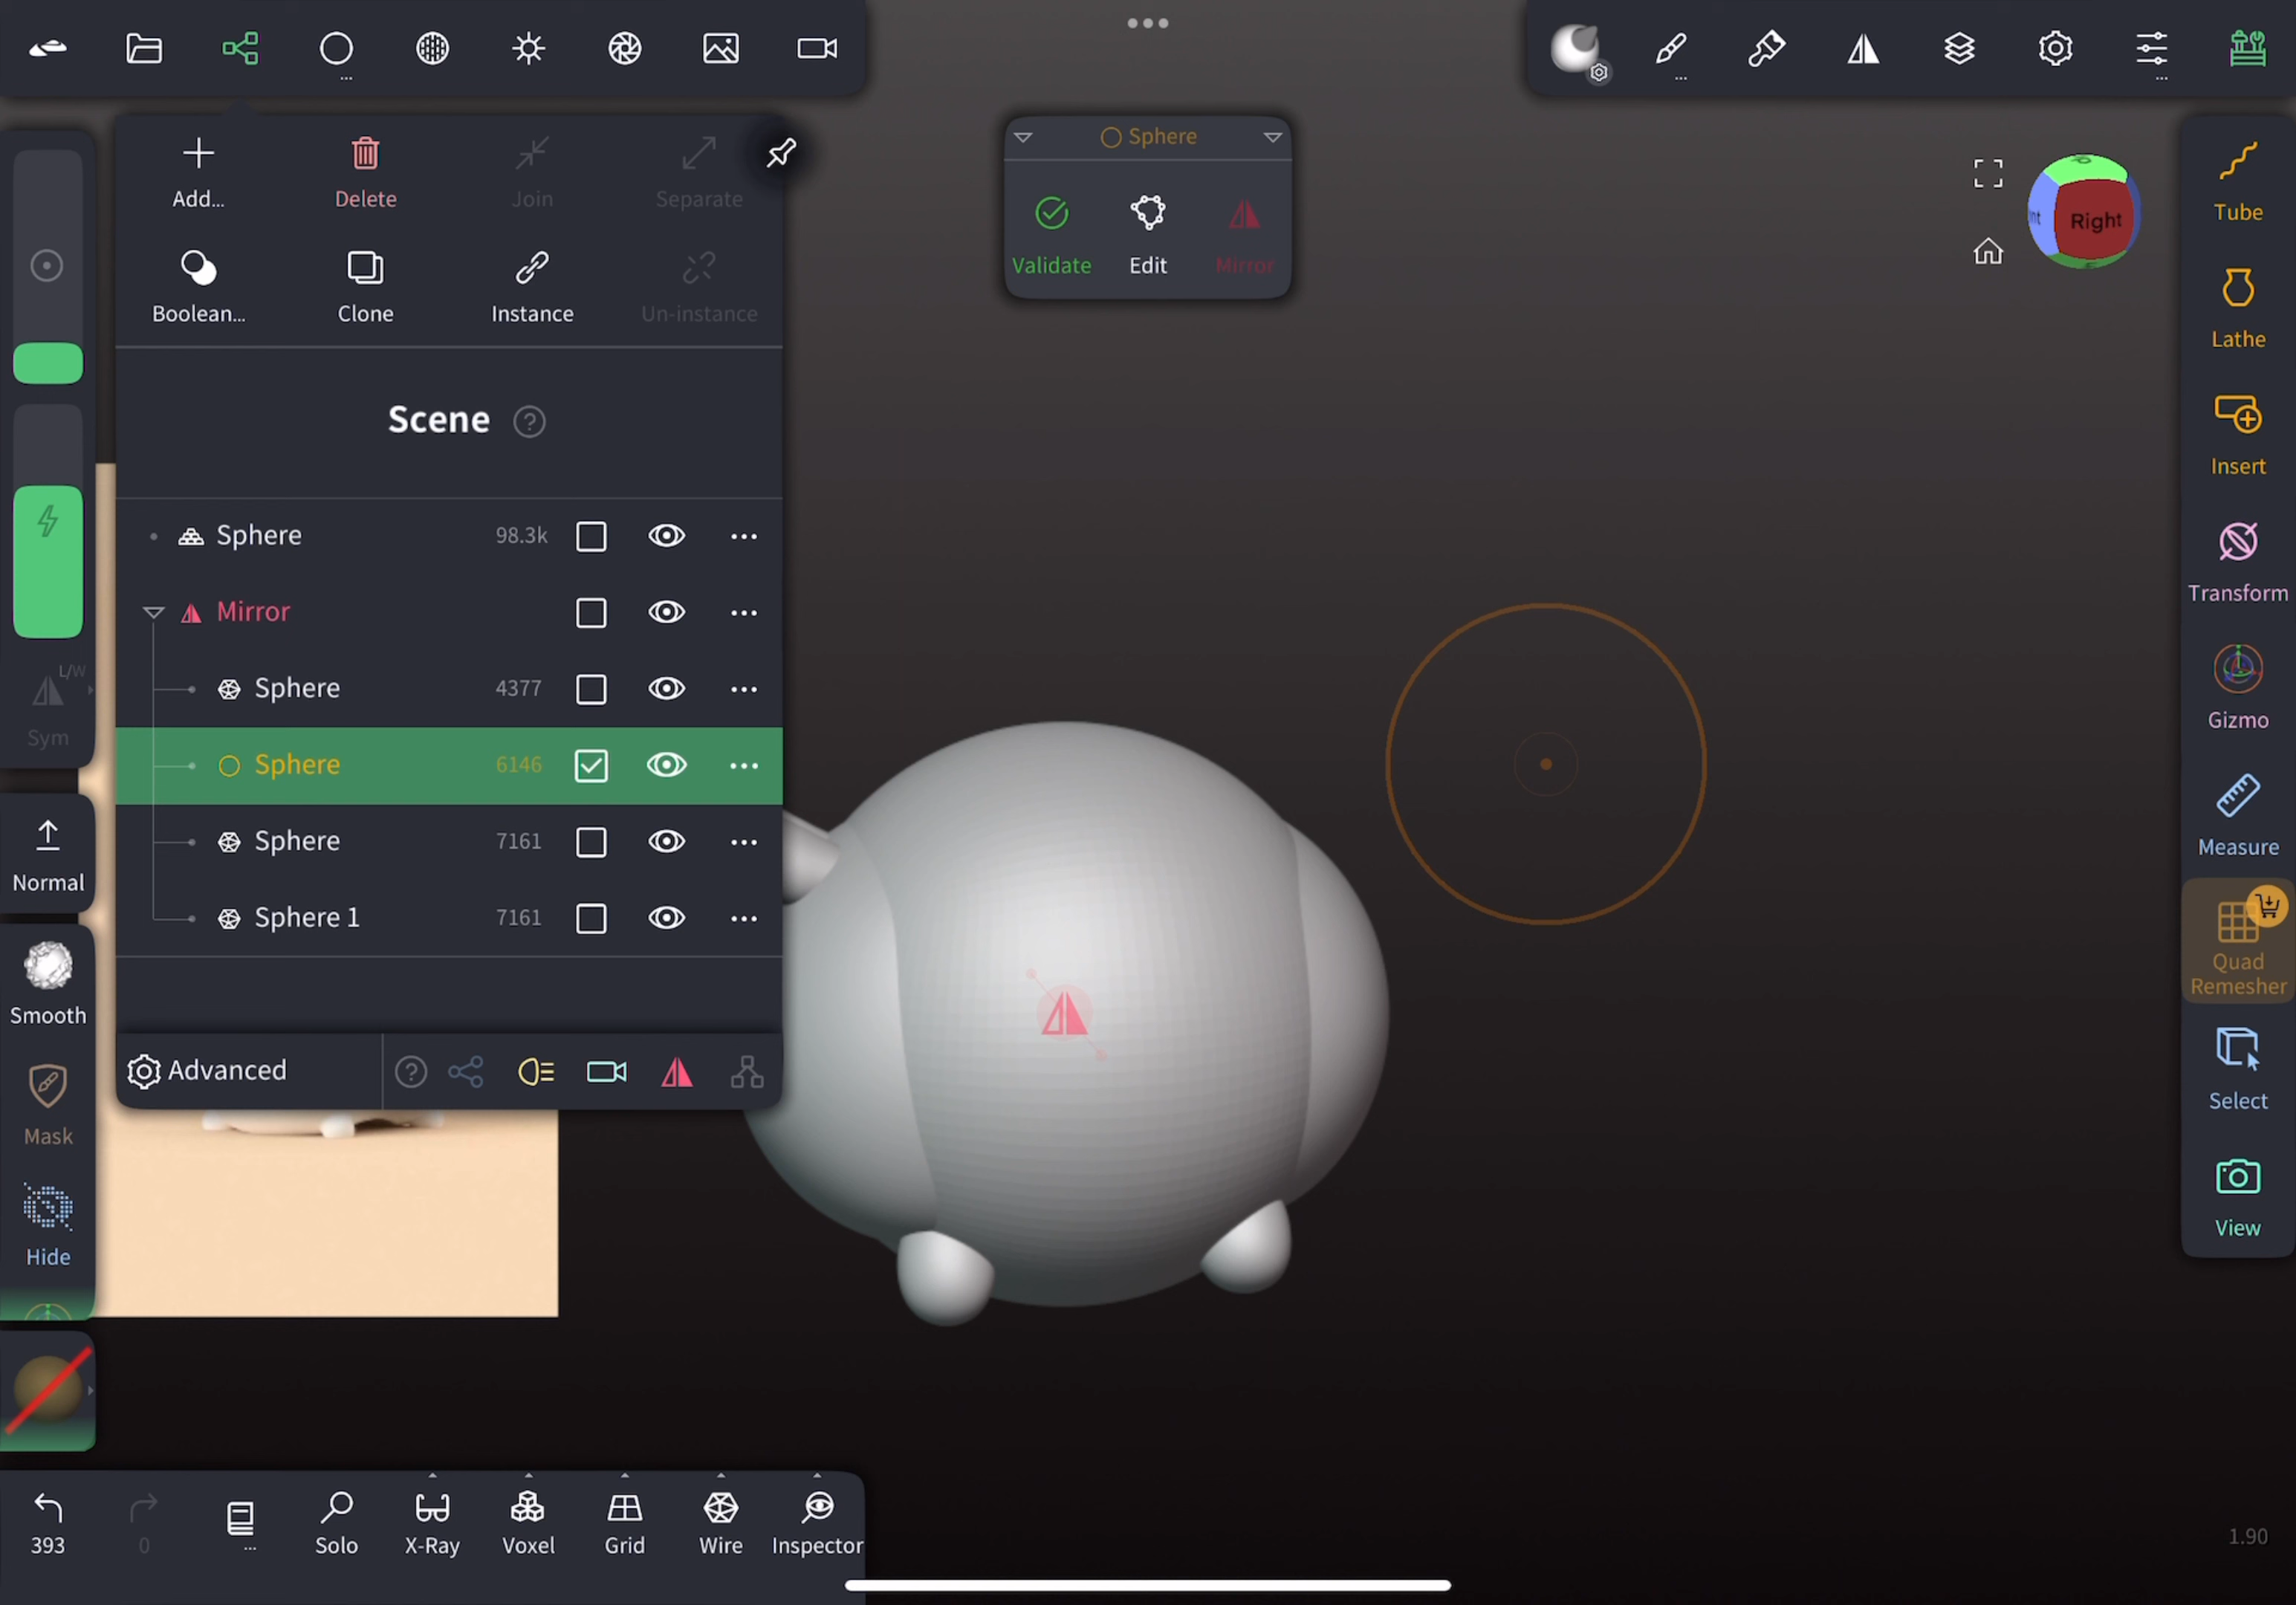 Add...
Delete
Join
Separate
Boolean...
Clone
Instance
Un-instance
Scene
Sphere 98.3k
Mirror
Sphere 4377
Sphere 6146
Sphere 7161
Sphere 1 7161
Advanced
L/W
Sym
Normal
Smooth
Mask
Hide
Sphere
Validate
Edit
Mirror
Right
Tube
Lathe
Insert
Transform
Gizmo
Measure
Quad
Remesher
Select
View
393
0
...
Solo
X-Ray
Voxel
Grid
Wire
Inspector
1.90